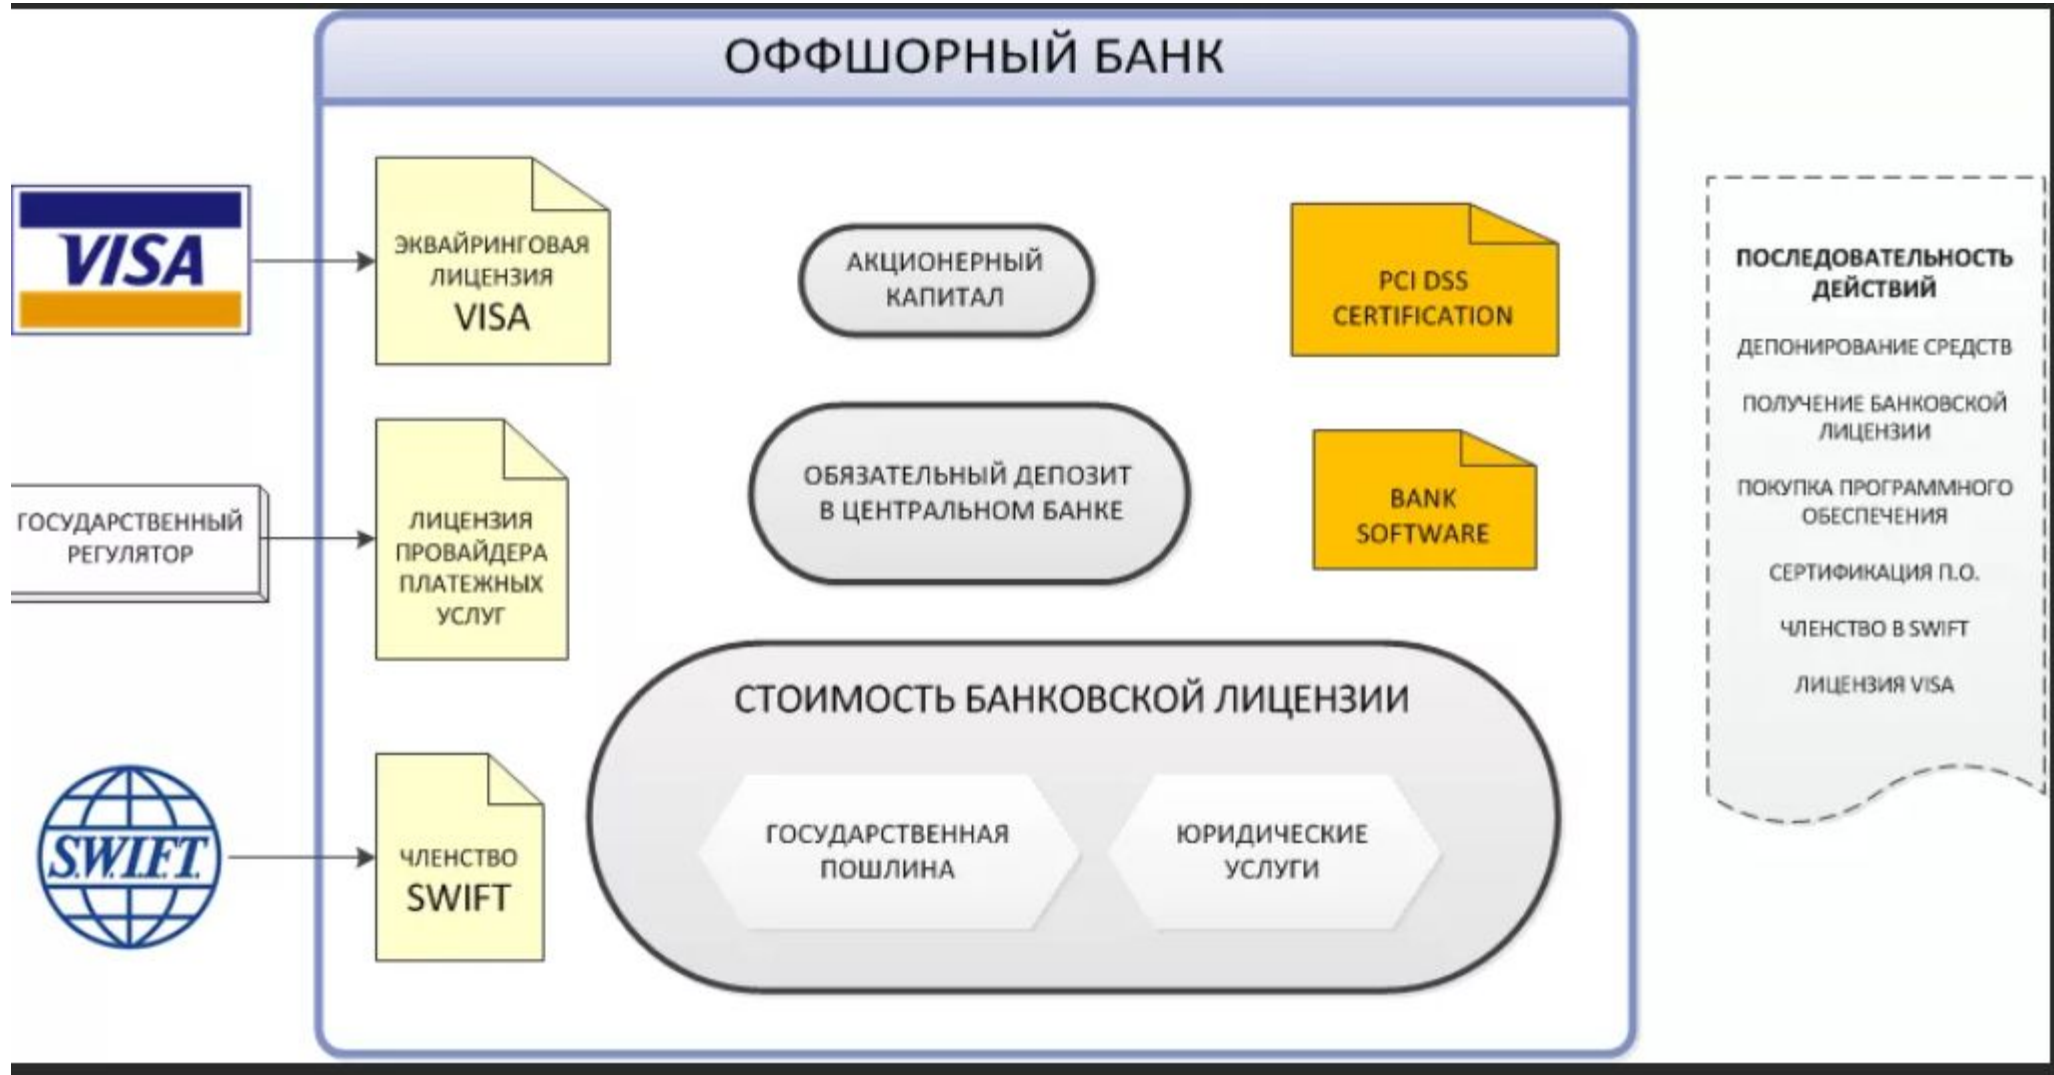 ОФФШОРНЫЙ БАНК
VISA
ЭКВАЙРИНГОВАЯ
ЛИЦЕНЗИЯ
VISA
АКЦИОНЕРНЫЙ
КАПИТАЛ
PCI DSS
CERTIFICATION
ГОСУДАРСТВЕННЫЙ
РЕГУЛЯТОР
ЛИЦЕНЗИЯ
ПРОВАЙДЕРА
ПЛАТЕЖНЫХ
УСЛУГ
ОБЯЗАТЕЛЬНЫЙ ДЕПОЗИТ
В ЦЕНТРАЛЬНОМ БАНКЕ
BANK
SOFTWARE
S.W.I.F.T.
ЧЛЕНСТВО
SWIFT
СТОИМОСТЬ БАНКОВСКОЙ ЛИЦЕНЗИИ
ГОСУДАРСТВЕННАЯ
ПОШЛИНА
ЮРИДИЧЕСКИЕ
УСЛУГИ
ПОСЛЕДОВАТЕЛЬНОСТЬ
ДЕЙСТВИЙ
ДЕПОНИРОВАНИЕ СРЕДСТВ
ПОЛУЧЕНИЕ БАНКОВСКОЙ
ЛИЦЕНЗИИ
ПОКУПКА ПРОГРАММНОГО
ОБЕСПЕЧЕНИЯ
СЕРТИФИКАЦИЯ П.О.
ЧЛЕНСТВО В SWIFT
ЛИЦЕНЗИЯ VISA